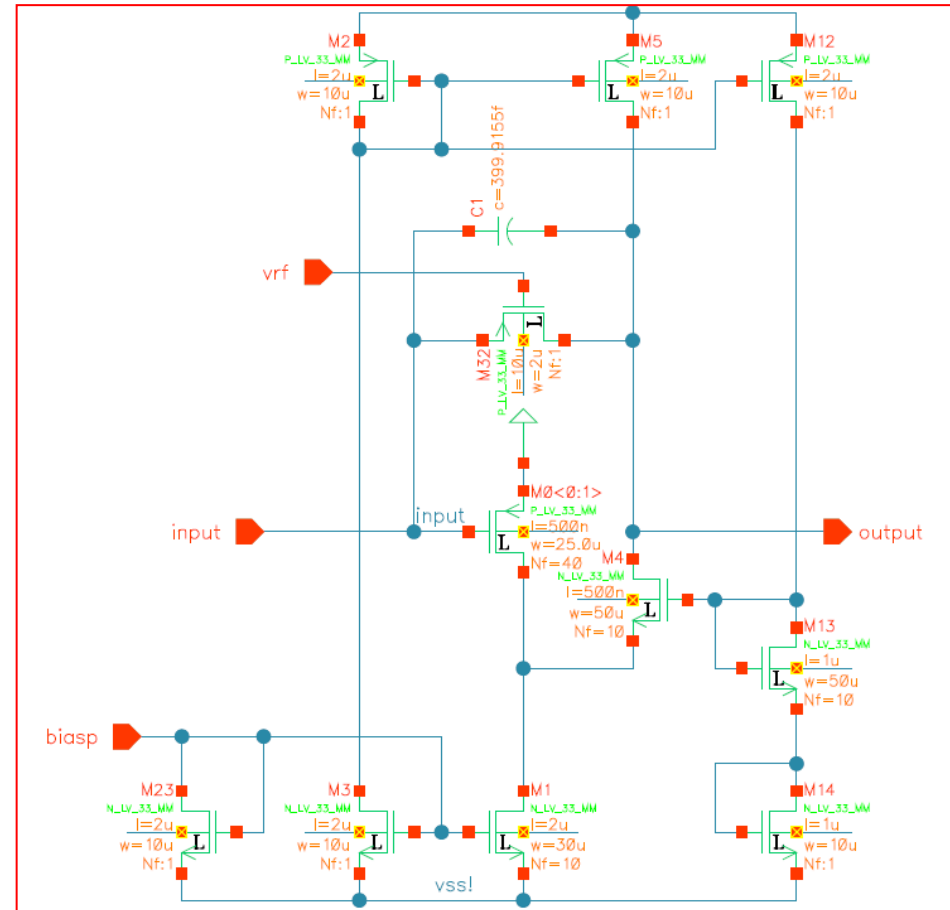 M2
P_LV_33_MM
l=2u
w=10u
Nf:1
L
M5
P_LV_33_MM
l=2u
w=10u
Nf:1
L
M12
P_LV_33_MM
l=2u
w=10u
Nf:1
L
C1
c=399.9155f
vrf
M32
P_LV_33_MM
l=10u
w=2u
Nf:1
L
input
input
M0<0:1>
P_LV_33_MM
l=500n
w=25.0u
Nf=40
L
output
M4
N_LV_33_MM
l=500n
w=50u
Nf=10
L
M13
N_LV_33_MM
l=1u
w=50u
Nf=10
L
biasp
M23
N_LV_33_MM
l=2u
w=10u
Nf:1
L
M3
N_LV_33_MM
l=2u
w=10u
Nf:1
L
M1
N_LV_33_MM
l=2u
w=30u
Nf=10
L
M14
N_LV_33_MM
l=1u
w=10u
Nf:1
L
vss!